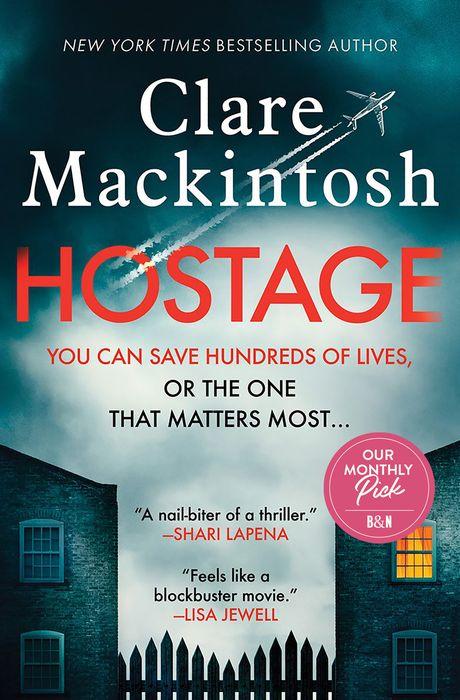 NEW YORK TIMES BESTSELLING AUTHOR
Clare
Mackintosh
HOSTAGE
YOU CAN SAVE HUNDREDS OF LIVES,
OR THE ONE
THAT MATTERS MOST...
OUR
MONTHLY
Pick
B&N
“A nail-biter of a thriller.”
—SHARI LAPENA
“Feels like a
blockbuster movie.”
—LISA JEWELL